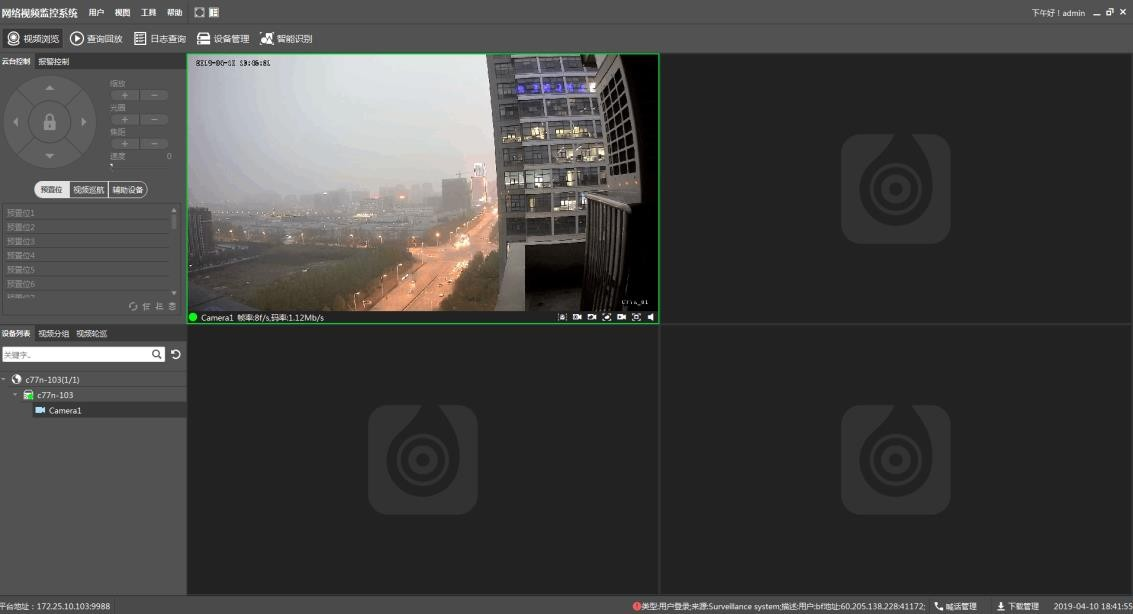 网络视频监控系统 用户 视图 工具 帮助
下午好！admin
视频浏览 查询回放 日志查询 设备管理 智能识别
云台控制 报警控制
缩放
光圈
焦距
速度 0
预置位 视频巡航 辅助设备
预置位1
预置位2
预置位3
预置位4
预置位5
预置位6
预置位7
Camera1 帧率:8f/s,码率:1.12Mb/s
设备列表 视频分组 视频轮巡
关键字..
c77n-103(1/1)
c77n-103
Camera1
平台地址：172.25.10.103:9988
类型:用户登录;来源:Surveillance system;描述:用户:bf地址:60.205.138.228:41172;
喊话管理 下载管理 2019-04-10 18:41:55